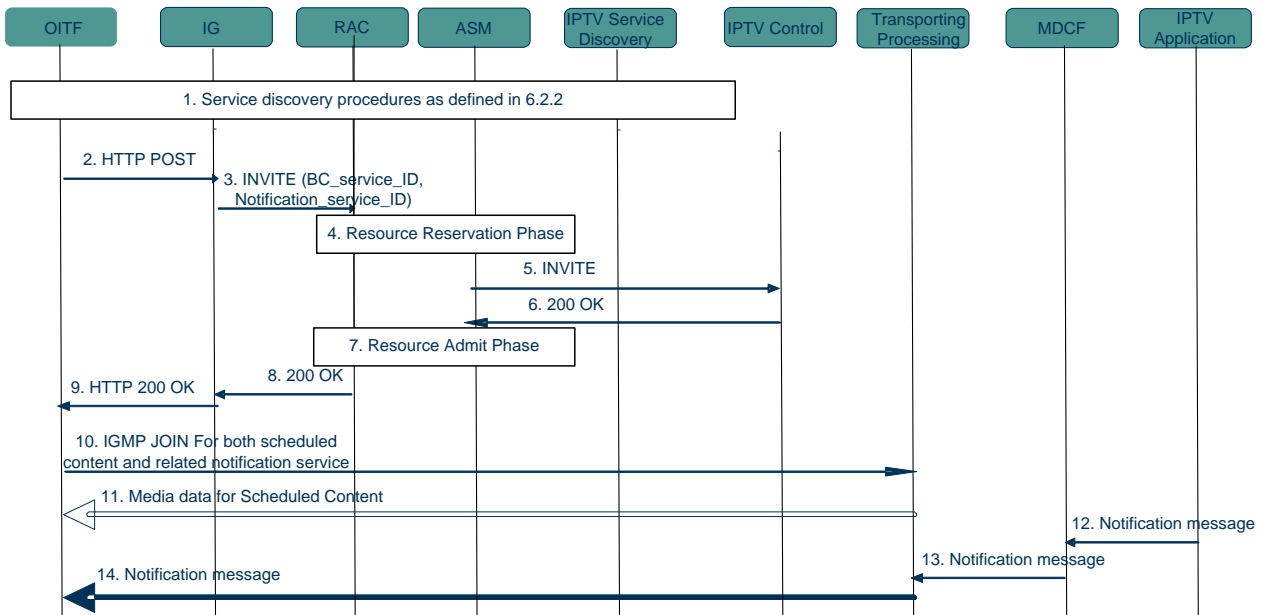 OITF
IG
RAC
ASM
IPTV Service
Discovery
IPTV Control
Transporting
Processing
MDCF
IPTV
Application
1. Service discovery procedures as defined in 6.2.2
2. HTTP POST
3. INVITE (BC_service_ID,
Notification_service_ID)
4. Resource Reservation Phase
5. INVITE
6. 200 OK
7. Resource Admit Phase
8. 200 OK
9. HTTP 200 OK
10. IGMP JOIN For both scheduled
content and related notification service
11. Media data for Scheduled Content
12. Notification message
13. Notification message
14. Notification message